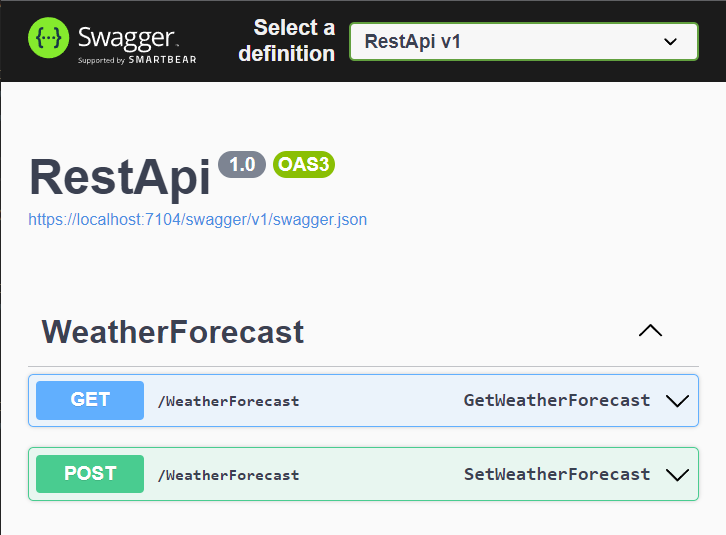 Swagger
Supported by SMARTBEAR
Select a
definition
RestApi v1
RestApi 1.0 OAS3
https://localhost:7104/swagger/v1/swagger.json
WeatherForecast
GET /WeatherForecast GetWeatherForecast
POST /WeatherForecast SetWeatherForecast